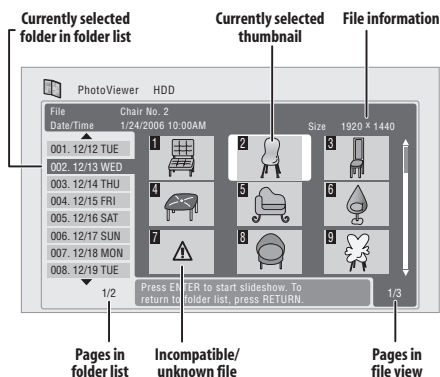 Currently selected
folder in folder list
Currently selected
thumbnail
File information
PhotoViewer HDD
File Chair No. 2
Date/Time 1/24/2006 10:00AM Size 1920 x 1440
001. 12/12 TUE
002. 12/13 WED
003. 12/14 THU
004. 12/15 FRI
005. 12/16 SAT
006. 12/17 SUN
007. 12/18 MON
008. 12/19 TUE
1/2
1 2 3
4 5 6
7 8 9
Press ENTER to start slideshow. To
return to folder list, press RETURN.
1/3
Pages in
folder list
Incompatible/
unknown file
Pages in
file view